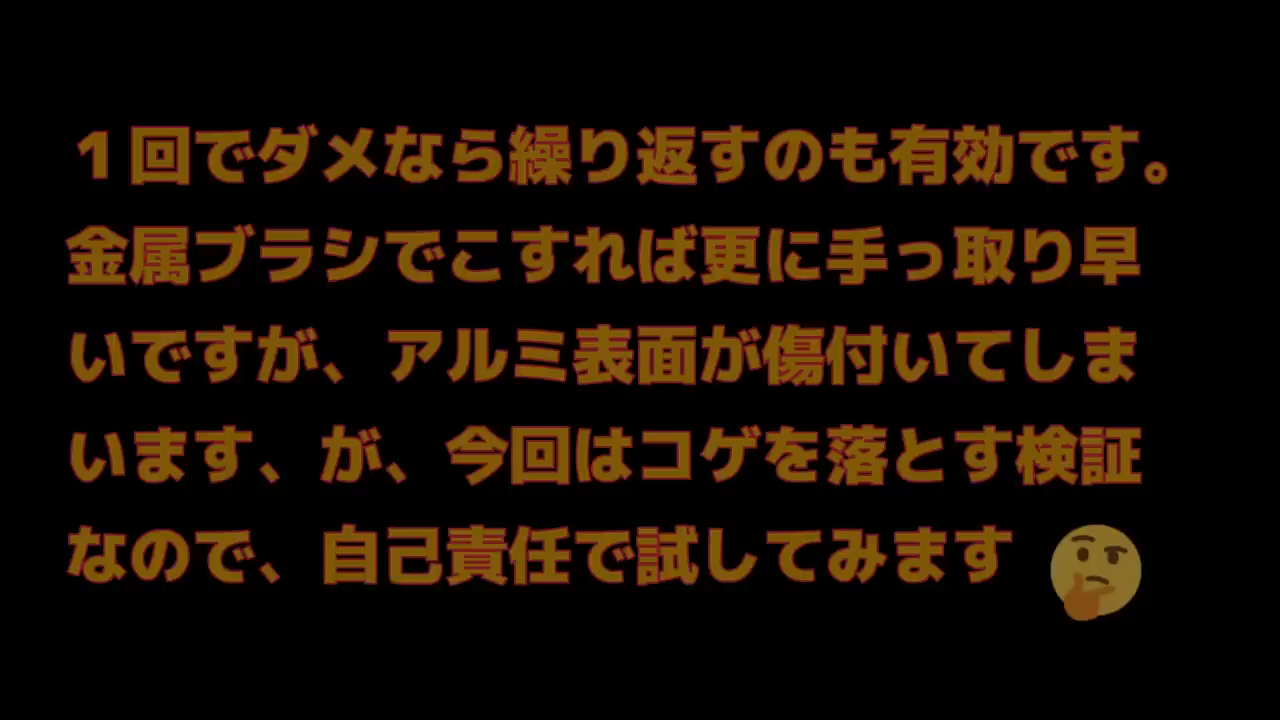 １回でダメなら繰り返すのも有効です。
金属ブラシでこすれば更に手っ取り早
いですが、アルミ表面が傷付いてしま
います、が、今回はコゲを落とす検証
なので、自己責任で試してみます